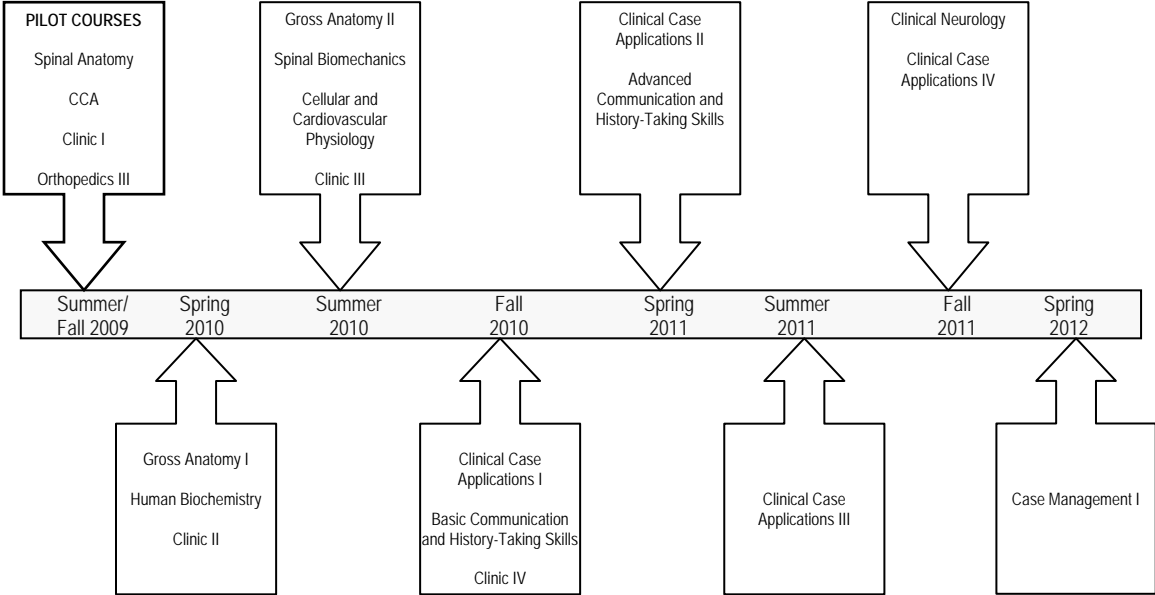 PILOT COURSES
Spinal Anatomy
CCA
Clinic I
Orthopedics III
Gross Anatomy II
Spinal Biomechanics
Cellular and
Cardiovascular
Physiology
Clinic III
Clinical Case
Applications II
Advanced
Communication and
History-Taking Skills
Clinical Neurology
Clinical Case
Applications IV
Summer/
Fall 2009
Spring
2010
Summer
2010
Fall
2010
Spring
2011
Summer
2011
Fall
2011
Spring
2012
Gross Anatomy I
Human Biochemistry
Clinic II
Clinical Case
Applications I
Basic Communication
and History-Taking Skills
Clinic IV
Clinical Case
Applications III
Case Management I